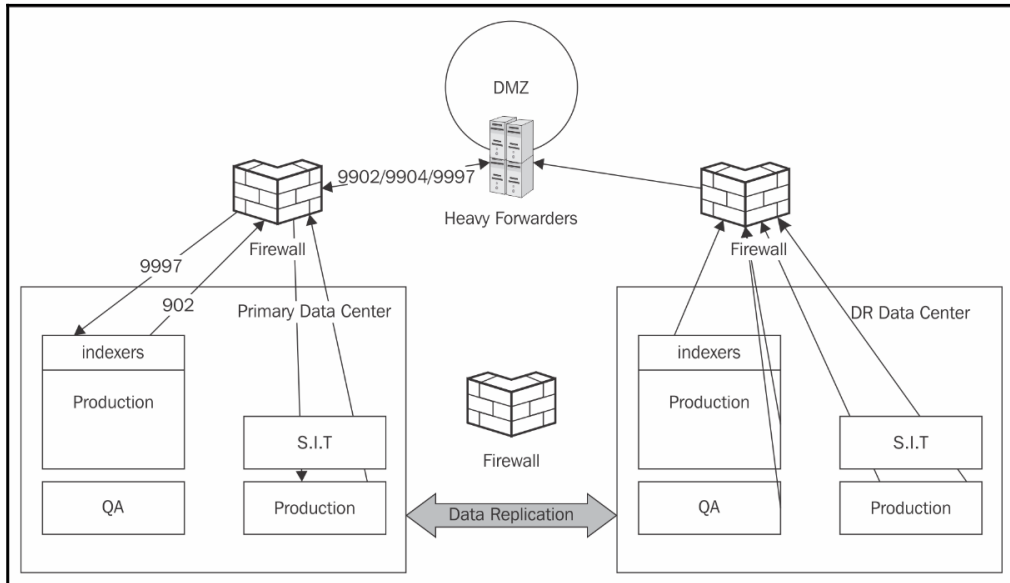 DMZ
9902/9904/9997
Heavy Forwarders
Firewall
Firewall
9997
902
Primary Data Center
DR Data Center
indexers
Production
S.I.T
QA
Production
Firewall
Data Replication
indexers
Production
S.I.T
QA
Production